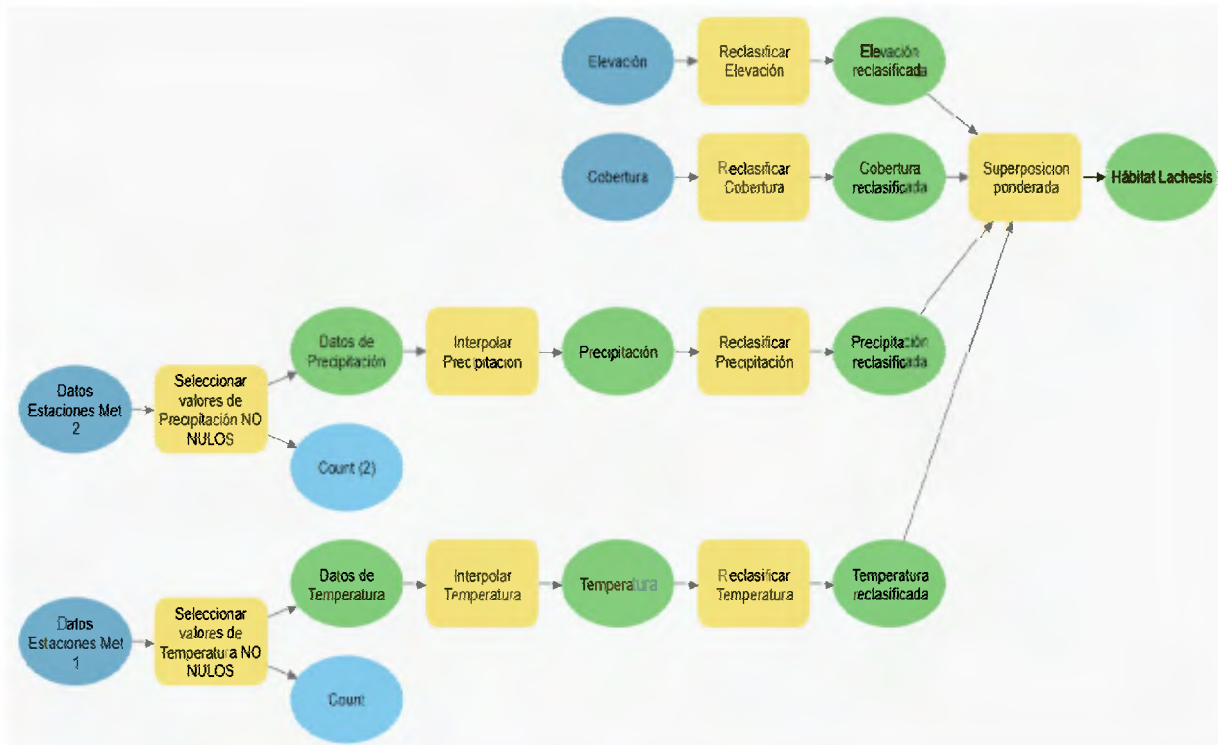 Elevación
Reclasificar
Elevación
Elevación
reclasificada
Cobertura
Reclasificar
Cobertura
Cobertura
reclasificada
Superposicion
ponderada
Hábitat Lachesis
Datos
Estaciones Met
2
Seleccionar
valores de
Precipitación NO
NULOS
Datos de
Precipitación
Interpolar
Precipitacion
Precipitación
Reclasificar
Precipitación
Precipitación
reclasificada
Count (2)
Datos
Estaciones Met
1
Seleccionar
valores de
Temperatura NO
NULOS
Datos de
Temperatura
Interpolar
Temperatura
Temperatura
Reclasificar
Temperatura
Temperatura
reclasificada
Count